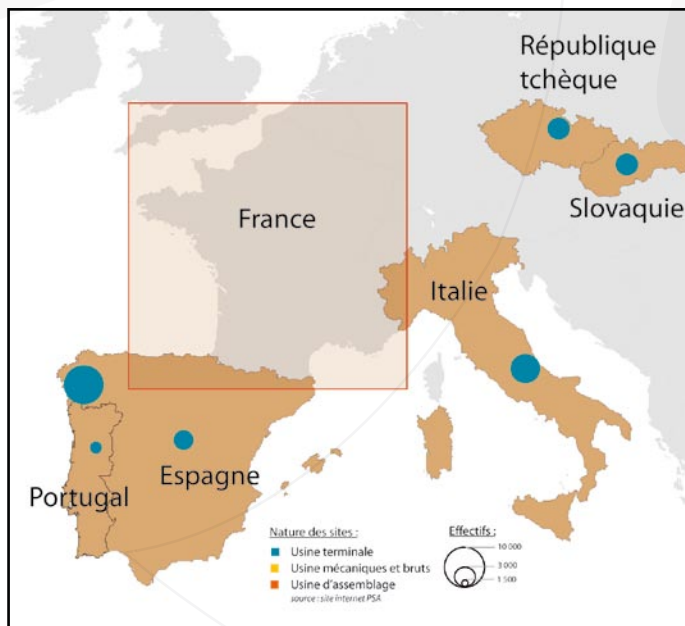 République
tchèque
Slovaquie
France
Italie
Espagne
Portugal
Nature des sites :
Usine terminale
Usine mécaniques et bruts
Usine d'assemblage
source : site internet PSA
Effectifs :
10 000
3 000
1 500